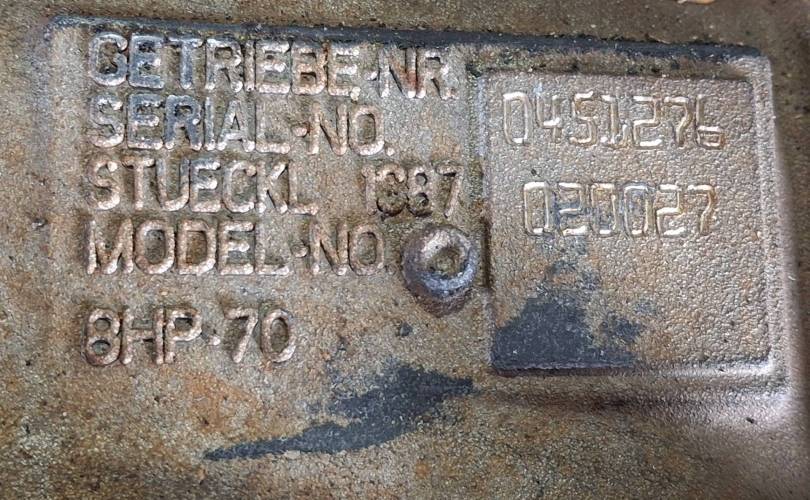 GETRIEBE.-NR. 0451276
SERIAL-NO.
STUECKL 1087 020027
MODEL-NO.
8HP-70